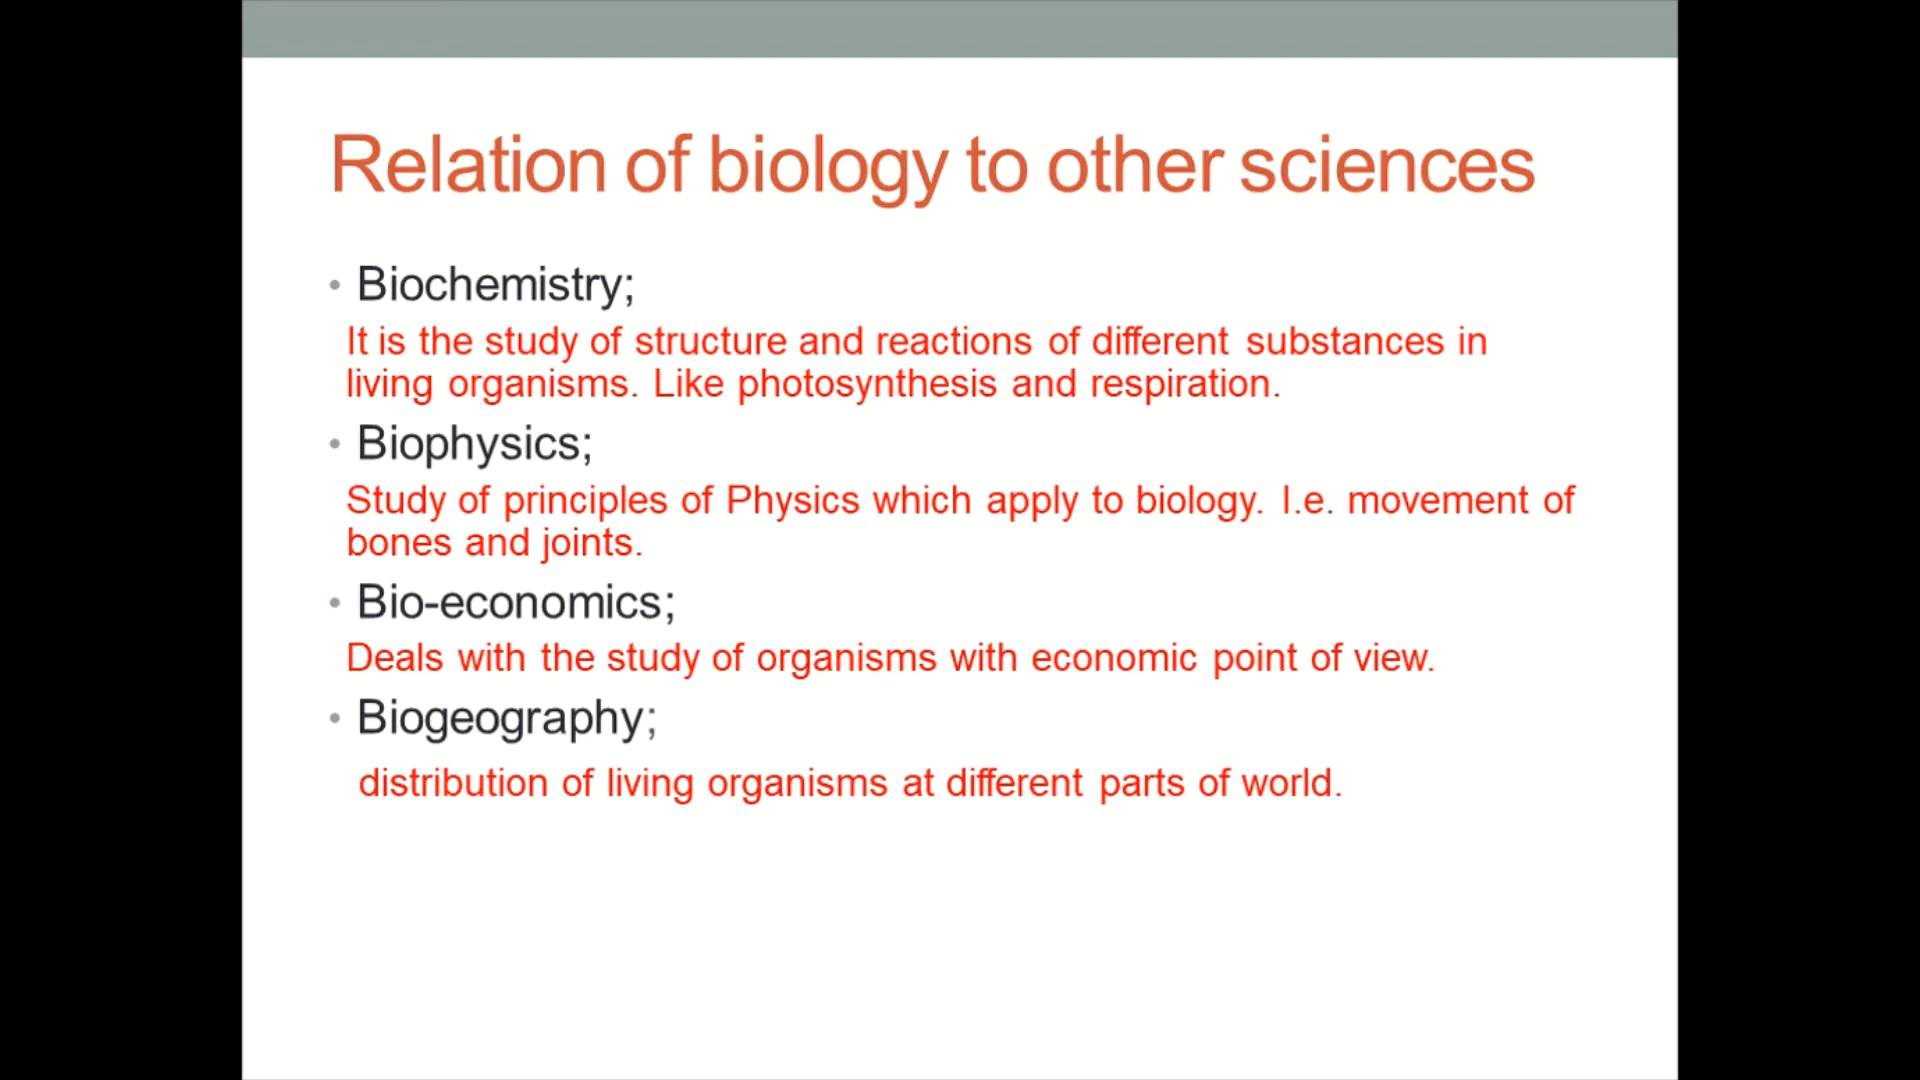 Relation of biology to other sciences
• Biochemistry;
It is the study of structure and reactions of different substances in
living organisms. Like photosynthesis and respiration.
• Biophysics;
Study of principles of Physics which apply to biology. I.e. movement of
bones and joints.
• Bio-economics;
Deals with the study of organisms with economic point of view.
• Biogeography;
distribution of living organisms at different parts of world.